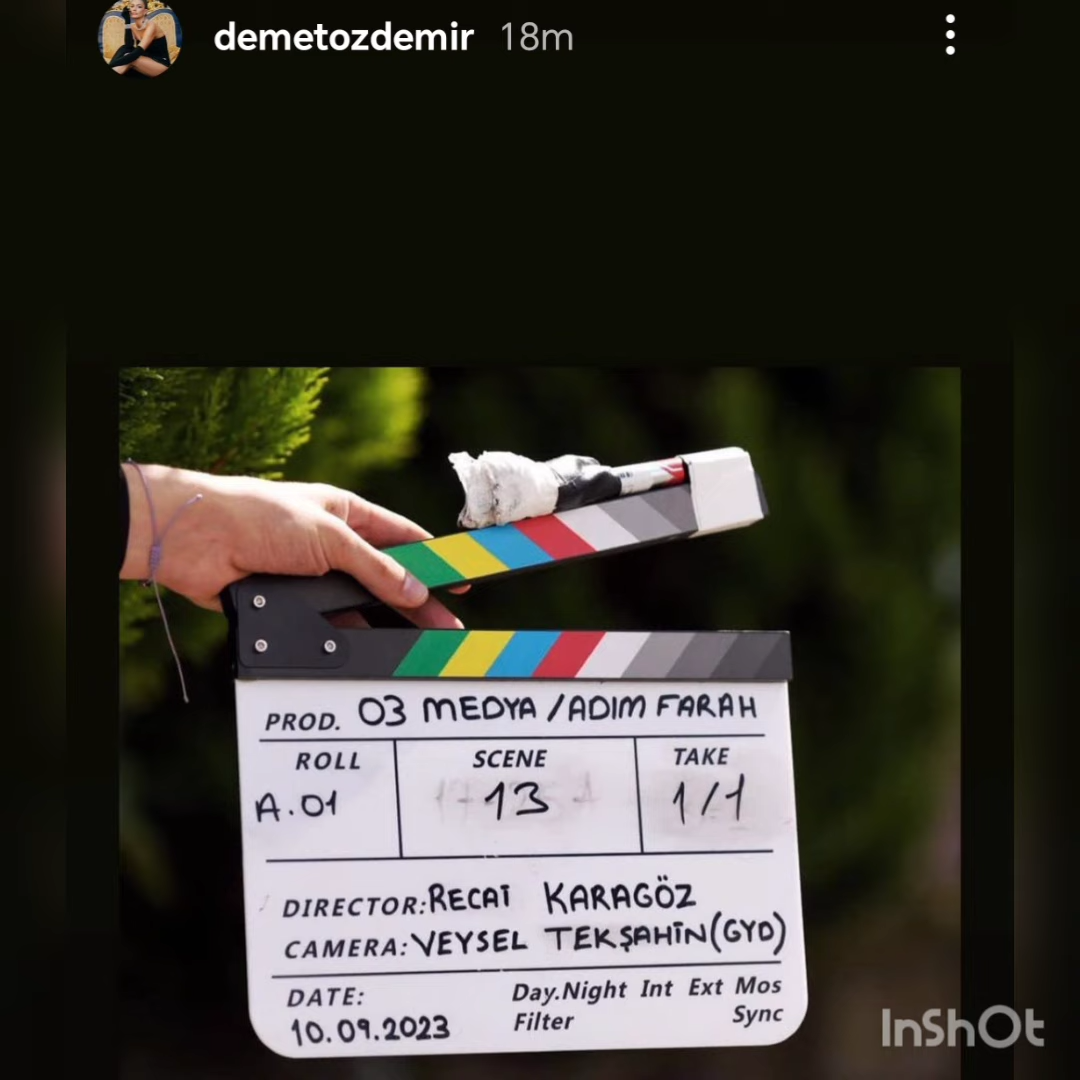 demetozdemir 18m
PROD. 03 MEDYA / ADIM FARAH
ROLL SCENE TAKE
A.01 13 1/1
DIRECTOR: RECAİ KARAGÖZ
CAMERA: VEYSEL TEKŞAHİN (GYD)
DATE: Day.Night Int Ext Mos
10.09.2023 Filter Sync
InShOt